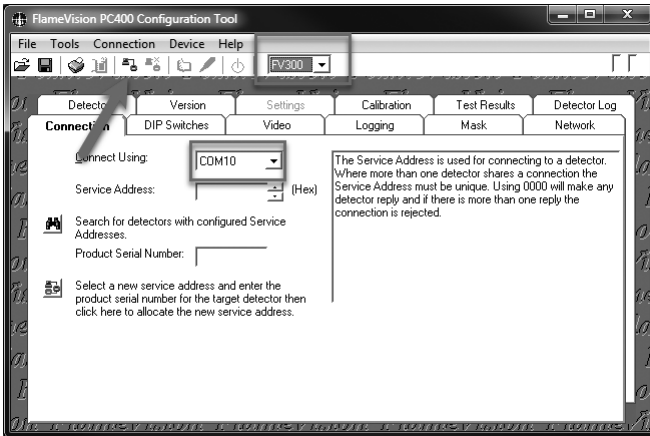 FlameVision PC400 Configuration Tool
File Tools Connection Device Help
FV300
Detector Version Settings Calibration Test Results Detector Log
Connection DIP Switches Video Logging Mask Network
Connect Using: COM10
Service Address: (Hex)
Search for detectors with configured Service
Addresses.
Product Serial Number:
Select a new service address and enter the
product serial number for the target detector then
click here to allocate the new service address.
The Service Address is used for connecting to a detector.
Where more than one detector shares a connection the
Service Address must be unique. Using 0000 will make any
detector reply and if there is more than one reply the
connection is rejected.